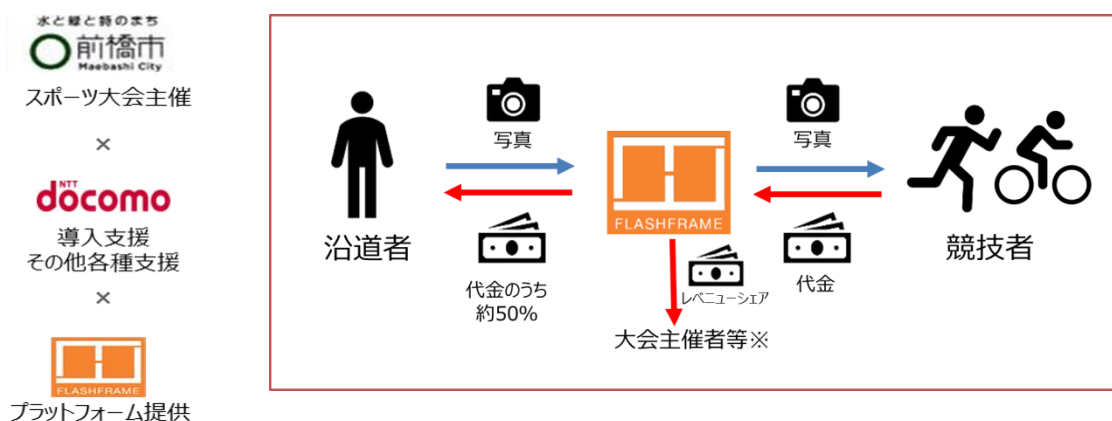 水と緑と詩のまち
前橋市
Maebashi City
スポーツ大会主催
×
NTT
döcomo
導入支援
その他各種支援
×
FLASHFRAME
プラットフォーム提供
沿道者
写真
代金のうち
約50%
FLASHFRAME
レベニューシェア
大会主催者等※
写真
代金
競技者